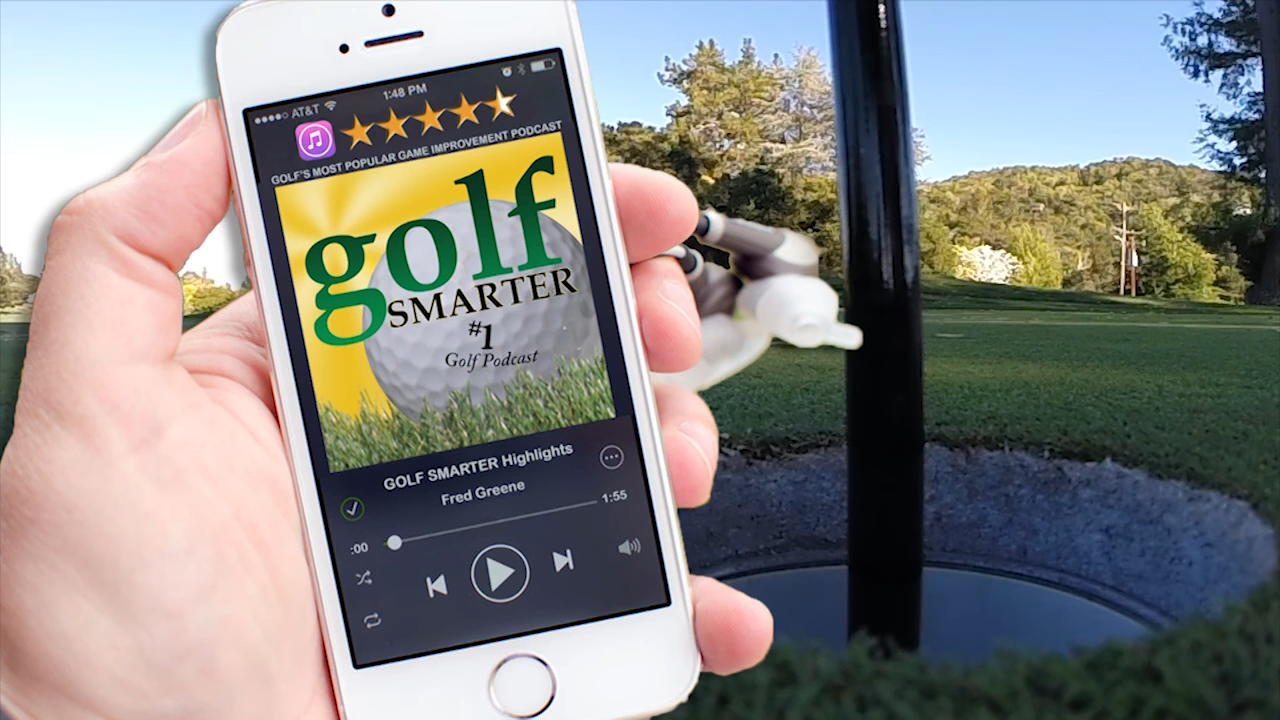 AT&T
1:48 PM
GOLF'S MOST POPULAR GAME IMPROVEMENT PODCAST
golf
SMARTER
#1
Golf Podcast
GOLF SMARTER Highlights
Fred Greene
:00
1:55